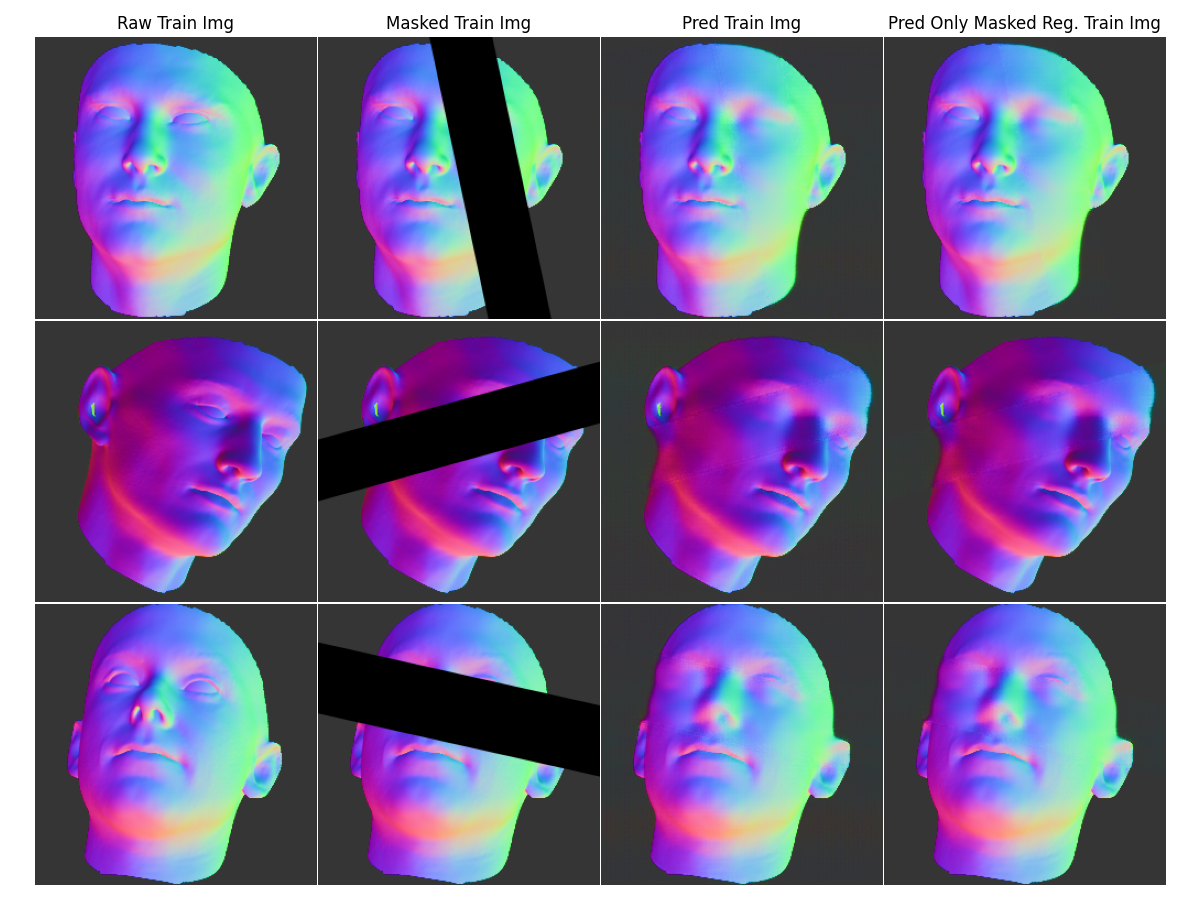 Raw Train Img
Masked Train Img
Pred Train Img
Pred Only Masked Reg. Train Img